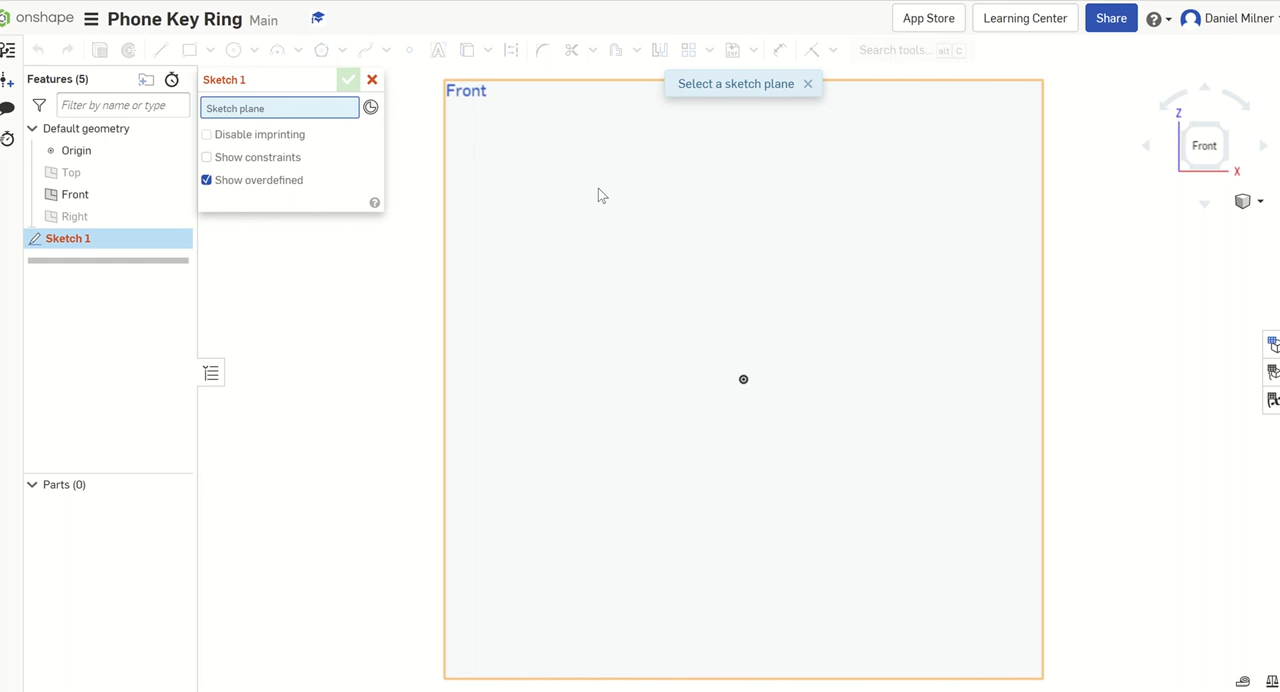 onshape Phone Key Ring Main App Store Learning Center Share Daniel Milner
Search tools... alt C
Features (5)
Filter by name or type
Default geometry
Origin
Top
Front
Right
Sketch 1
Parts (0)
Sketch 1
Sketch plane
Disable imprinting
Show constraints
Show overdefined
Select a sketch plane
Front
Z
Front
X